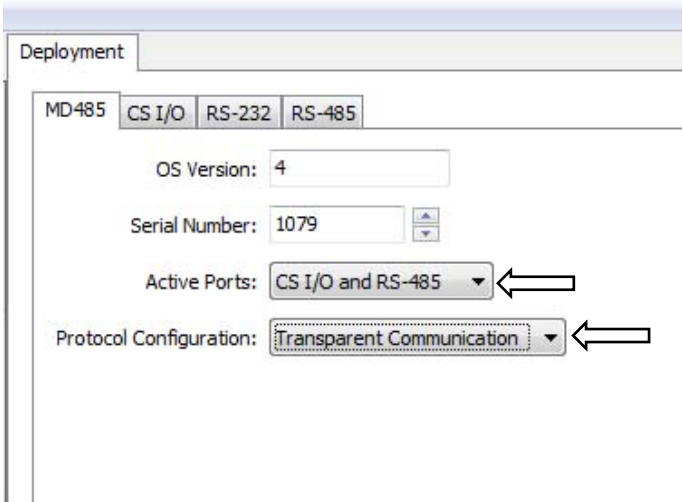 Deployment
MD485 CS I/O RS-232 RS-485
OS Version: 4
Serial Number: 1079
Active Ports: CS I/O and RS-485
Protocol Configuration: Transparent Communication